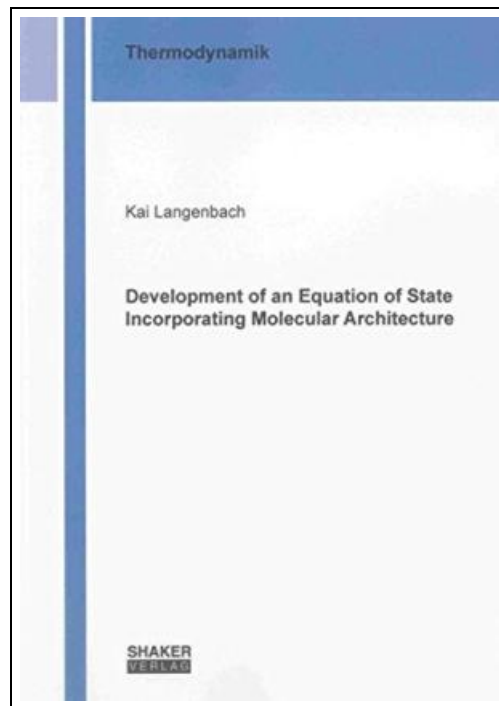 Thermodynamik
Kai Langenbach
Development of an Equation of State
Incorporating Molecular Architecture
SHAKER
VERLAG